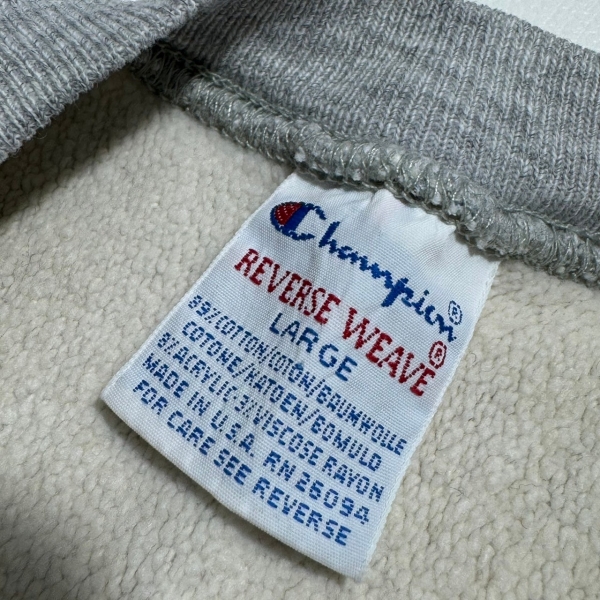 Champion®
REVERSE WEAVE®
LARGE
89%COTTON/COTON/BAUMWOLLE
COTONE/KATOEN/BOMULD
8%ACRYLIC·3%VISCOSE RAYON
MADE IN U.S.A. RN 26094
FOR CARE SEE REVERSE